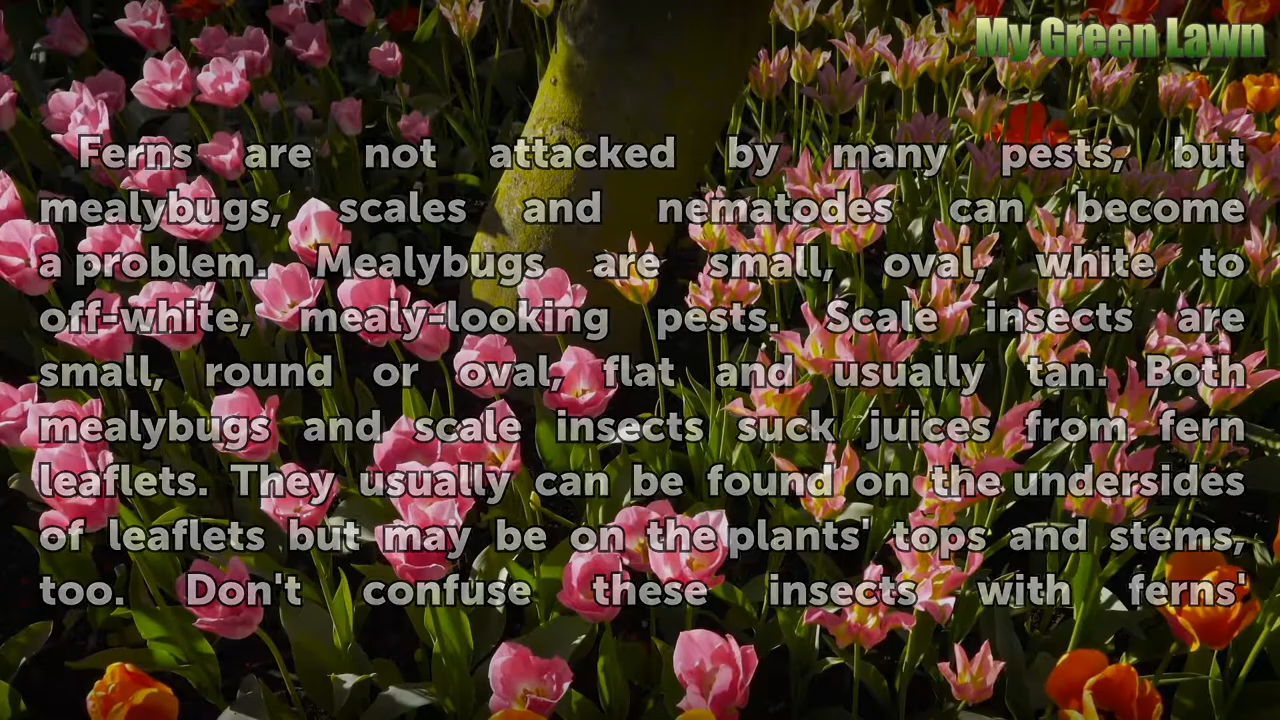 My Green Lawn
Ferns are not attacked by many pests, but
mealybugs, scales and nematodes can become
a problem. Mealybugs are small, oval, white to
off-white, mealy-looking pests. Scale insects are
small, round or oval, flat and usually tan. Both
mealybugs and scale insects suck juices from fern
leaflets. They usually can be found on the undersides
of leaflets but may be on the plants' tops and stems,
too. Don't confuse these insects with ferns'